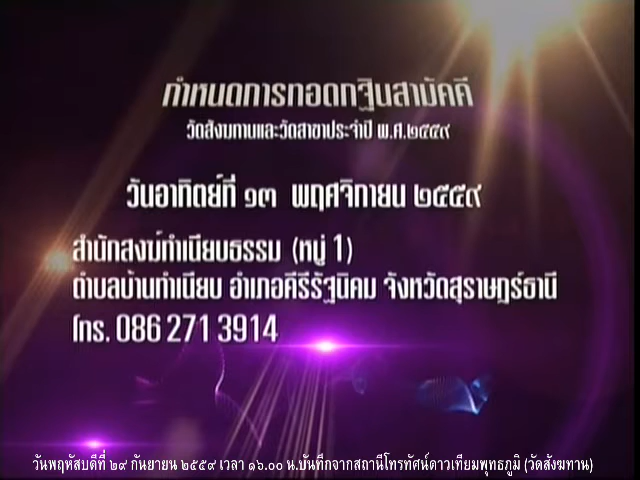 กำหนดการทอดกฐินสามัคคี
วัดสังฆทานและวัดสาขาประจำปี พ.ศ.๒๕๕๙
วันอาทิตย์ที่ ๑๓ พฤศจิกายน ๒๕๕๙
สำนักสงฆ์ทำเนียบธรรม (หมู่ 1)
ตำบลบ้านทำเนียบ อำเภอคีรีรัฐนิคม จังหวัดสุราษฎร์ธานี
โทร. 086 271 3914
วันพฤหัสบดีที่ ๒๙ กันยายน ๒๕๕๙ เวลา ๑๖.๐๐ น.บันทึกจากสถานีโทรทัศน์ดาวเทียมพุทธภูมิ (วัดสังฆทาน)